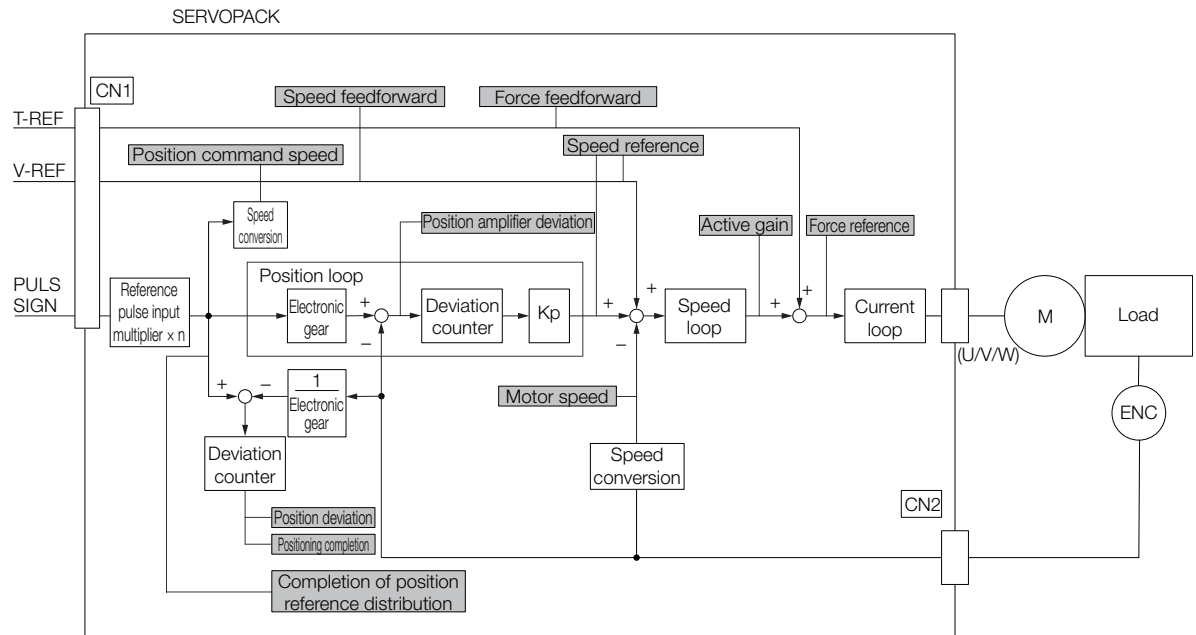 SERVOPACK
CN1
Speed feedforward
Force feedforward
T-REF
Speed reference
Position command speed
V-REF
Speed
conversion
Position amplifier deviation
Active gain
Force reference
PULS
SIGN
Reference
pulse input
multiplier × n
Position loop
Electronic
gear
+
−
Deviation
counter
Kp
+
+
−
Speed
loop
+
+
Current
loop
(U/V/W)
M
Load
+
−
1
Electronic
gear
Motor speed
ENC
Deviation
counter
Speed
conversion
CN2
Position deviation
Positioning completion
Completion of position
reference distribution